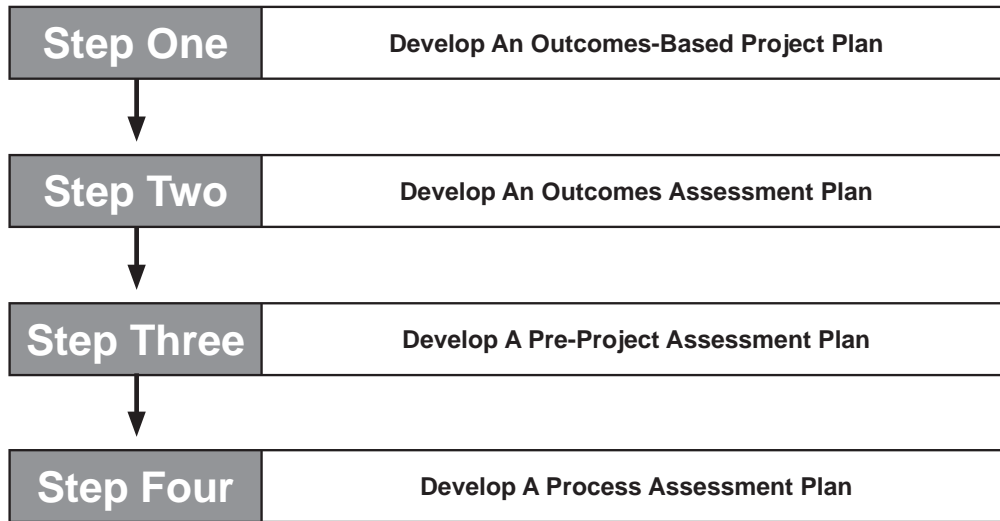 Step One
Develop An Outcomes-Based Project Plan
Step Two
Develop An Outcomes Assessment Plan
Step Three
Develop A Pre-Project Assessment Plan
Step Four
Develop A Process Assessment Plan